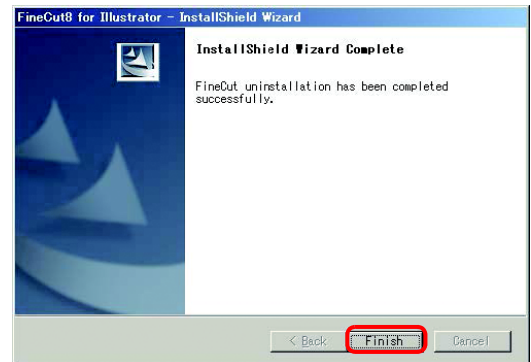 FineCut8 for Illustrator - InstallShield Wizard
InstallShield Wizard Complete
FineCut uninstallation has been completed
successfully.
< Back Finish Cancel